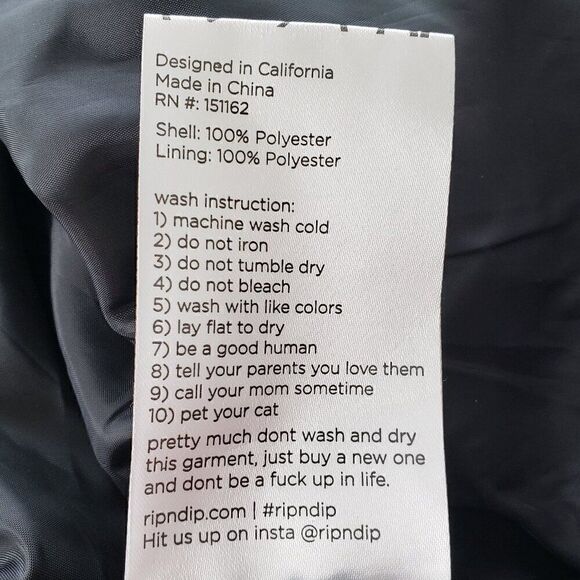 Designed in California
Made in China
RN #: 151162
Shell: 100% Polyester
Lining: 100% Polyester
wash instruction:
1) machine wash cold
2) do not iron
3) do not tumble dry
4) do not bleach
5) wash with like colors
6) lay flat to dry
7) be a good human
8) tell your parents you love them
9) call your mom sometime
10) pet your cat
pretty much dont wash and dry
this garment, just buy a new one
and dont be a fuck up in life.
ripndip.com | #ripndip
Hit us up on insta @ripndip